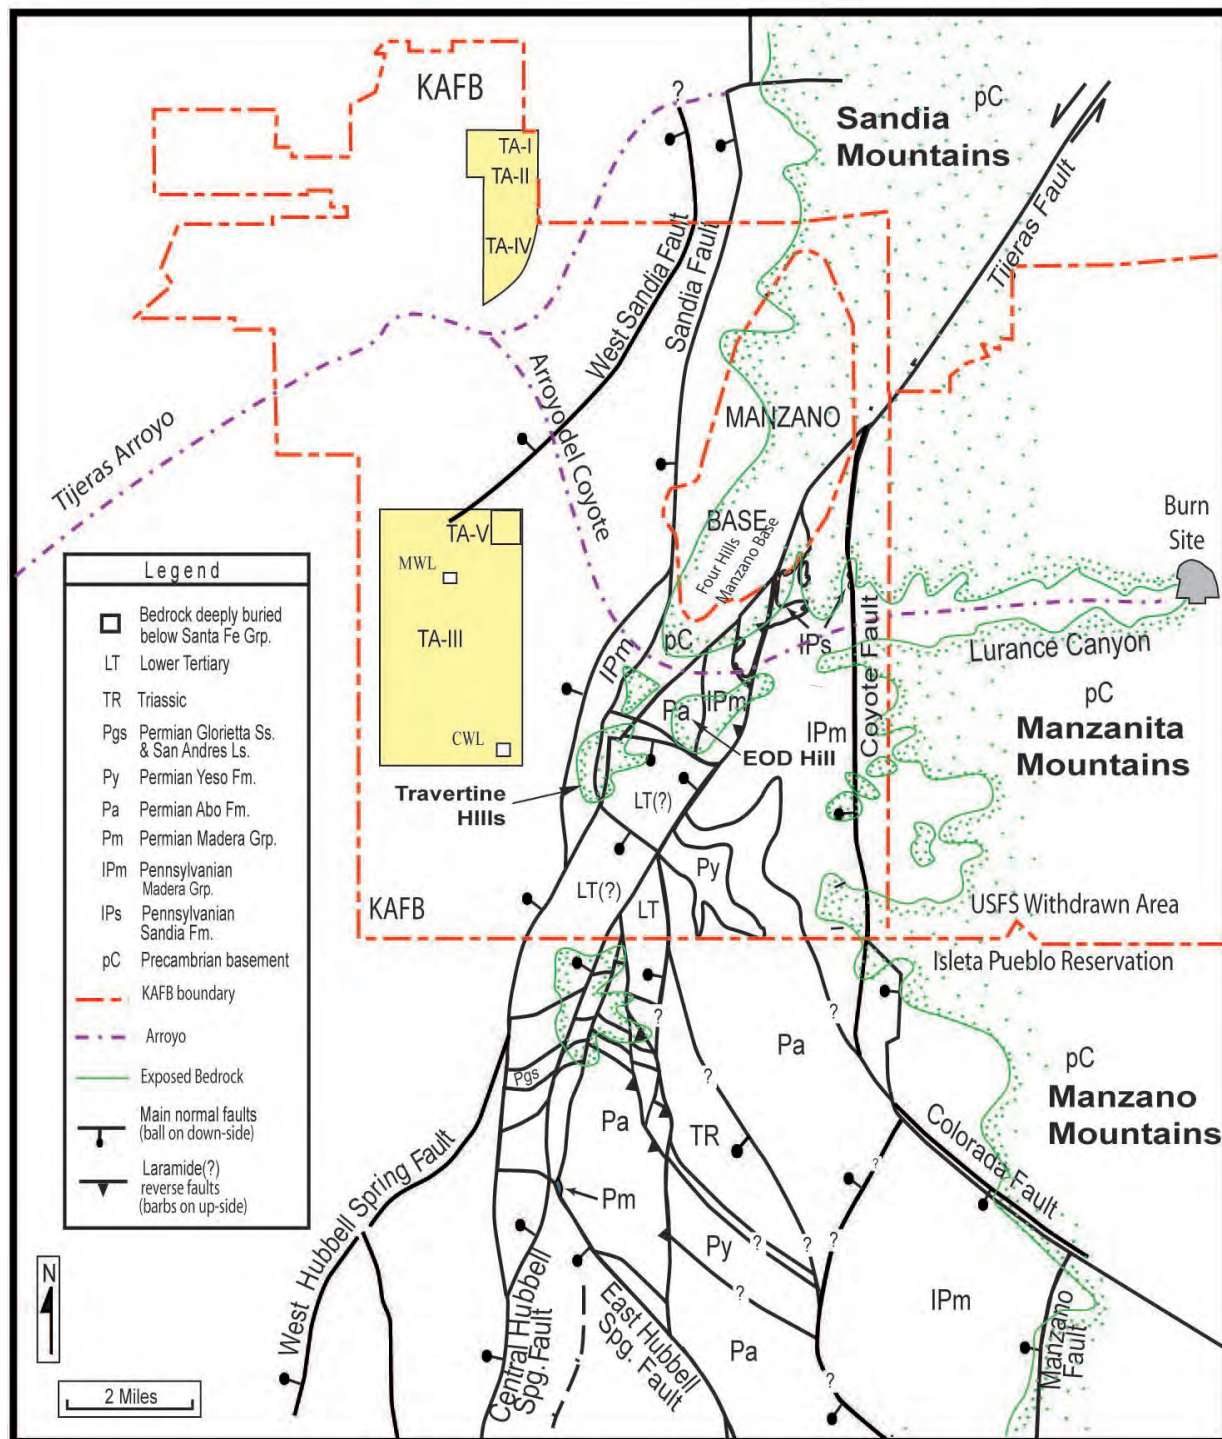 KAFB
pC
Sandia
Mountains
TA-I
TA-II
TA-IV
?
West Sandia Fault
Sandia Fault
Tijeras Fault
Tijeras Arroyo
Arroyo del Coyote
MANZANO
BASE
Four Hills
Manzano Base
Burn
Site
TA-V
MWL
TA-III
CWL
Legend
Bedrock deeply buried
below Santa Fe Grp.
LT Lower Tertiary
TR Triassic
Pgs Permian Glorietta Ss.
& San Andres Ls.
Py Permian Yeso Fm.
Pa Permian Abo Fm.
Pm Permian Madera Grp.
IPm Pennsylvanian
Madera Grp.
IPs Pennsylvanian
Sandia Fm.
pC Precambrian basement
KAFB boundary
Arroyo
Exposed Bedrock
Main normal faults
(ball on down-side)
Laramide(?)
reverse faults
(barbs on up-side)
N
2 Miles
IPm
pC
IPs
Pa
IPm
EOD Hill
IPm
Coyote Fault
Lurance Canyon
pC
Manzanita
Mountains
Travertine
HIlls
LT(?)
LT(?)
LT
Py
KAFB
USFS Withdrawn Area
Isleta Pueblo Reservation
?
?
?
Pa
pC
Manzano
Mountains
Pgs
Pa
TR
Colorada Fault
?
?
Pm
West Hubbell Spring Fault
Py
?
?
?
?
Central Hubbell
Spg. Fault
East Hubbell
Spg. Fault
Pa
IPm
Manzano
Fault
?